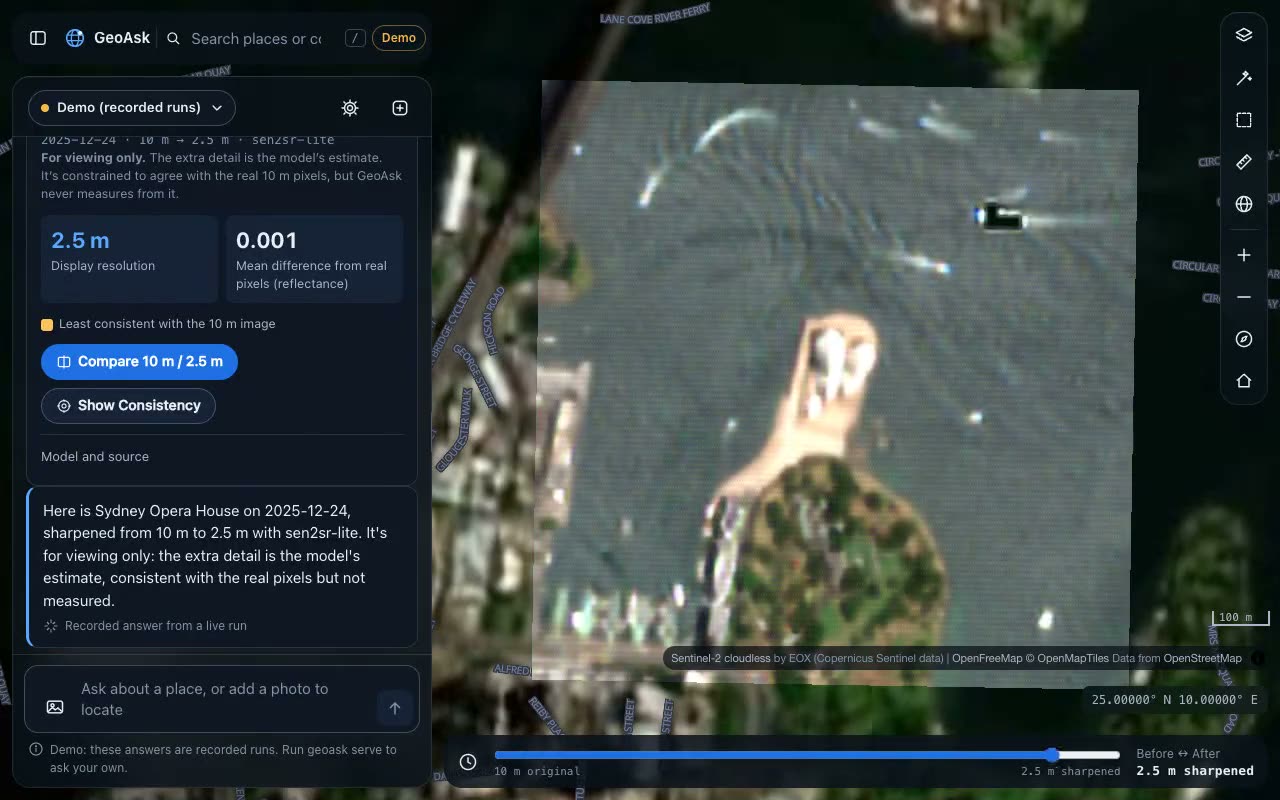 GeoAsk
Search places or co
/
Demo
Demo (recorded runs)
2025-12-24 · 10 m → 2.5 m · sen2sr-lite
For viewing only. The extra detail is the model's estimate.
It's constrained to agree with the real 10 m pixels, but GeoAsk
never measures from it.
2.5 m
Display resolution
0.001
Mean difference from real
pixels (reflectance)
Least consistent with the 10 m image
Compare 10 m / 2.5 m
Show Consistency
Model and source
Here is Sydney Opera House on 2025-12-24,
sharpened from 10 m to 2.5 m with sen2sr-lite. It's
for viewing only: the extra detail is the model's
estimate, consistent with the real pixels but not
measured.
Recorded answer from a live run
Ask about a place, or add a photo to
locate
Demo: these answers are recorded runs. Run geoask serve to
ask your own.
LANE COVE RIVER FERRY
BRIDGE CYCLEWAY
HICKSON ROAD
GEORGE STREET
GLOUCESTER WALK
ALFRED
STREET
STREET
CIRCULAR
100 m
Sentinel-2 cloudless by EOX (Copernicus Sentinel data) | OpenFreeMap © OpenMapTiles Data from OpenStreetMap
25.00000° N 10.00000° E
10 m original
2.5 m sharpened
Before ↔ After
2.5 m sharpened